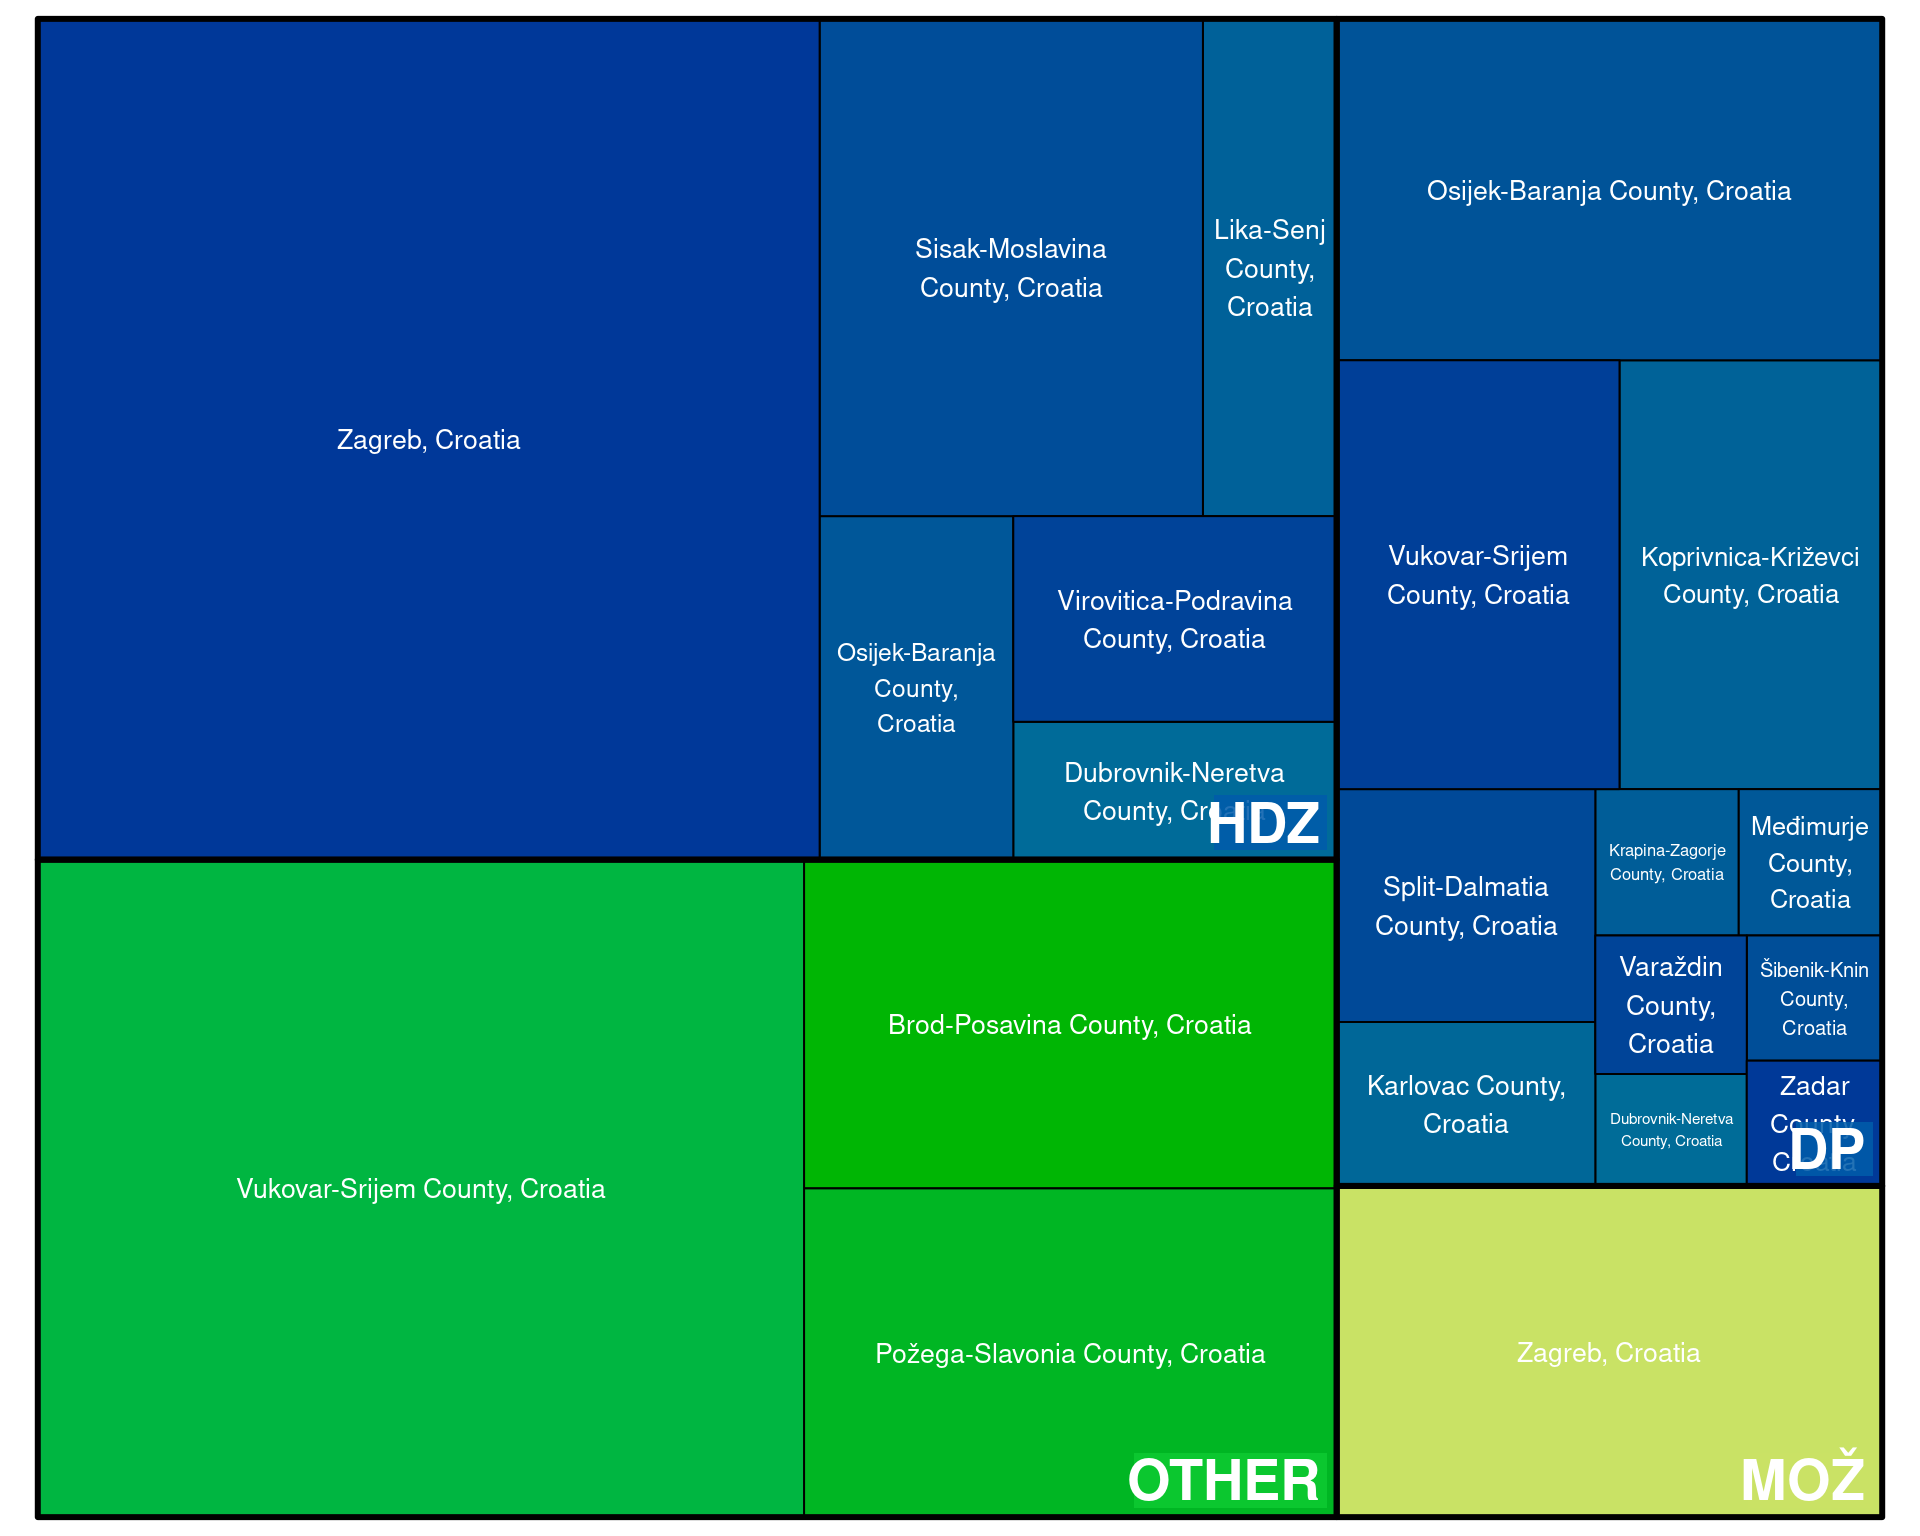 Zagreb, Croatia
Sisak-Moslavina
County, Croatia
Lika-Senj
County,
Croatia
Osijek-Baranja
County,
Croatia
Virovitica-Podravina
County, Croatia
Dubrovnik-Neretva
County, Croatia
HDZ
Osijek-Baranja County, Croatia
Vukovar-Srijem
County, Croatia
Koprivnica-Križevci
County, Croatia
Split-Dalmatia
County, Croatia
Krapina-Zagorje
County, Croatia
Međimurje
County,
Croatia
Varaždin
County,
Croatia
Šibenik-Knin
County,
Croatia
Karlovac County,
Croatia
Dubrovnik-Neretva
County, Croatia
Zadar
County,
Croatia
DP
Vukovar-Srijem County, Croatia
Brod-Posavina County, Croatia
Požega-Slavonia County, Croatia
OTHER
Zagreb, Croatia
MOŽ